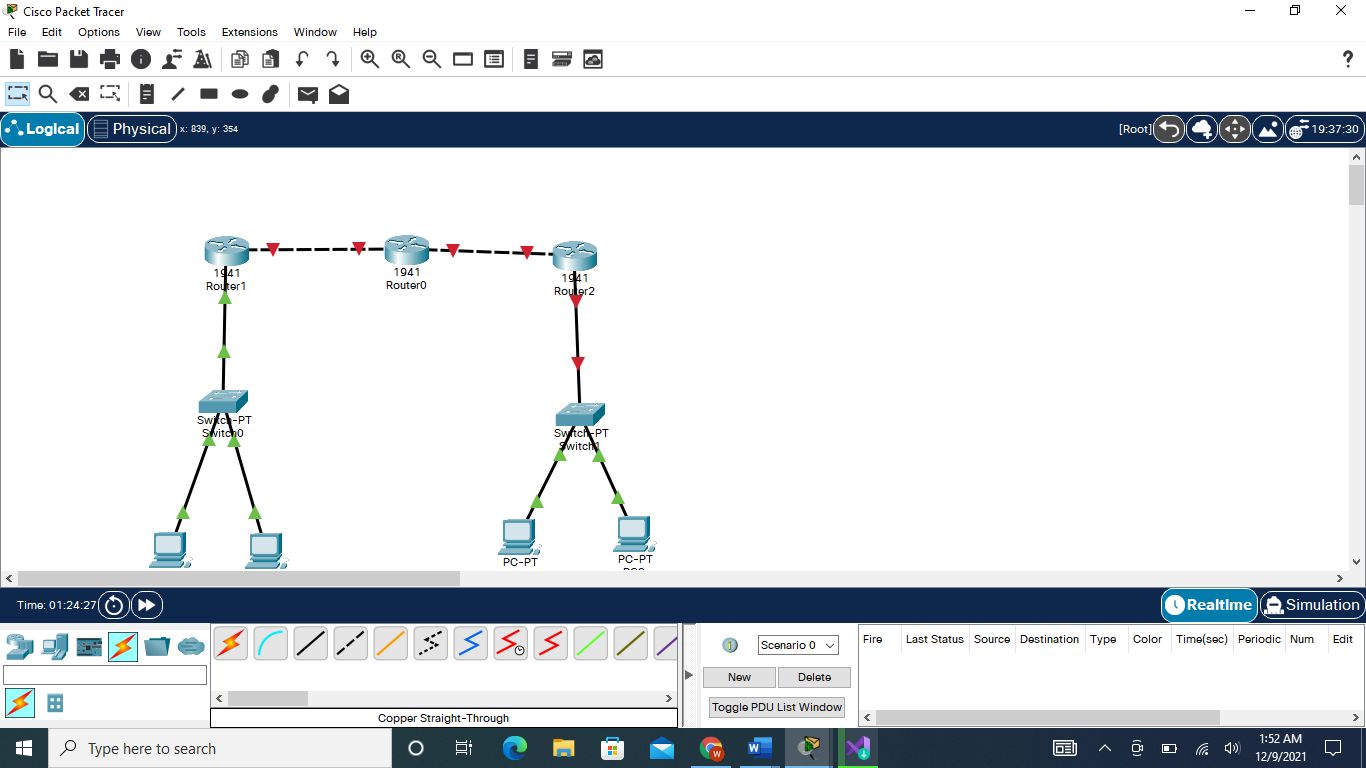 Cisco Packet Tracer
File Edit Options View Tools Extensions Window Help
?
Logical Physical x: 839, y: 354 [Root] 19:37:30
1941
Router1
1941
Router0
1941
Router2
Switch-PT
Switch0
Switch-PT
Switch1
PC-PT
PC-PT
Time: 01:24:27 Realtime Simulation
Scenario 0
New Delete
Toggle PDU List Window
Fire Last Status Source Destination Type Color Time(sec) Periodic Num Edit
Copper Straight-Through
Type here to search
1:52 AM
12/9/2021